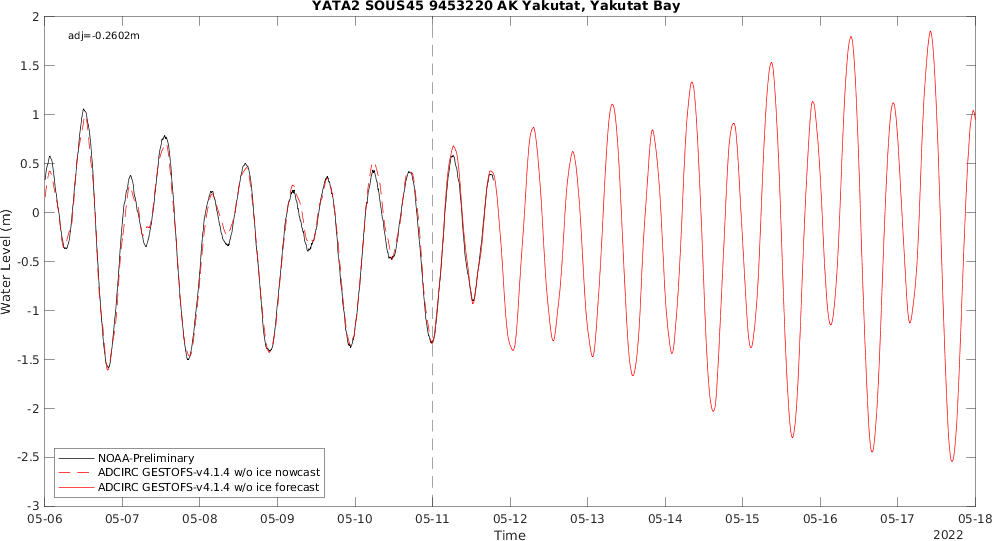 YATA2 SOUS45 9453220 AK Yakutat, Yakutat Bay
adj=-0.2602m
2
1.5
1
0.5
0
-0.5
-1
-1.5
-2
-2.5
-3
Water Level (m)
NOAA-Preliminary
ADCIRC GESTOFS-v4.1.4 w/o ice nowcast
ADCIRC GESTOFS-v4.1.4 w/o ice forecast
05-06 05-07 05-08 05-09 05-10 05-11 05-12 05-13 05-14 05-15 05-16 05-17 05-18
Time
2022